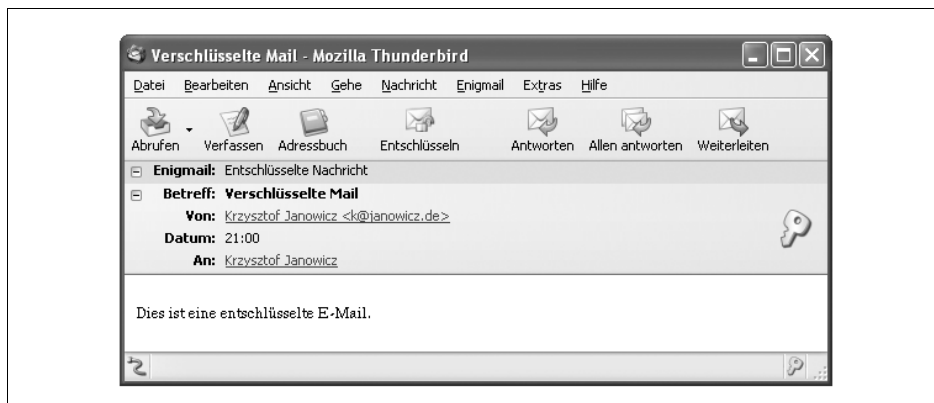 Verschlüsselte Mail - Mozilla Thunderbird
Datei Bearbeiten Ansicht Gehe Nachricht Enigmail Extras Hilfe
Abrufen Verfassen Adressbuch Entschlüsseln Antworten Allen antworten Weiterleiten
Enigmail: Entschlüsselte Nachricht
Betreff: Verschlüsselte Mail
Von: Krzysztof Janowicz <k@janowicz.de>
Datum: 21:00
An: Krzysztof Janowicz
Dies ist eine entschlüsselte E-Mail.